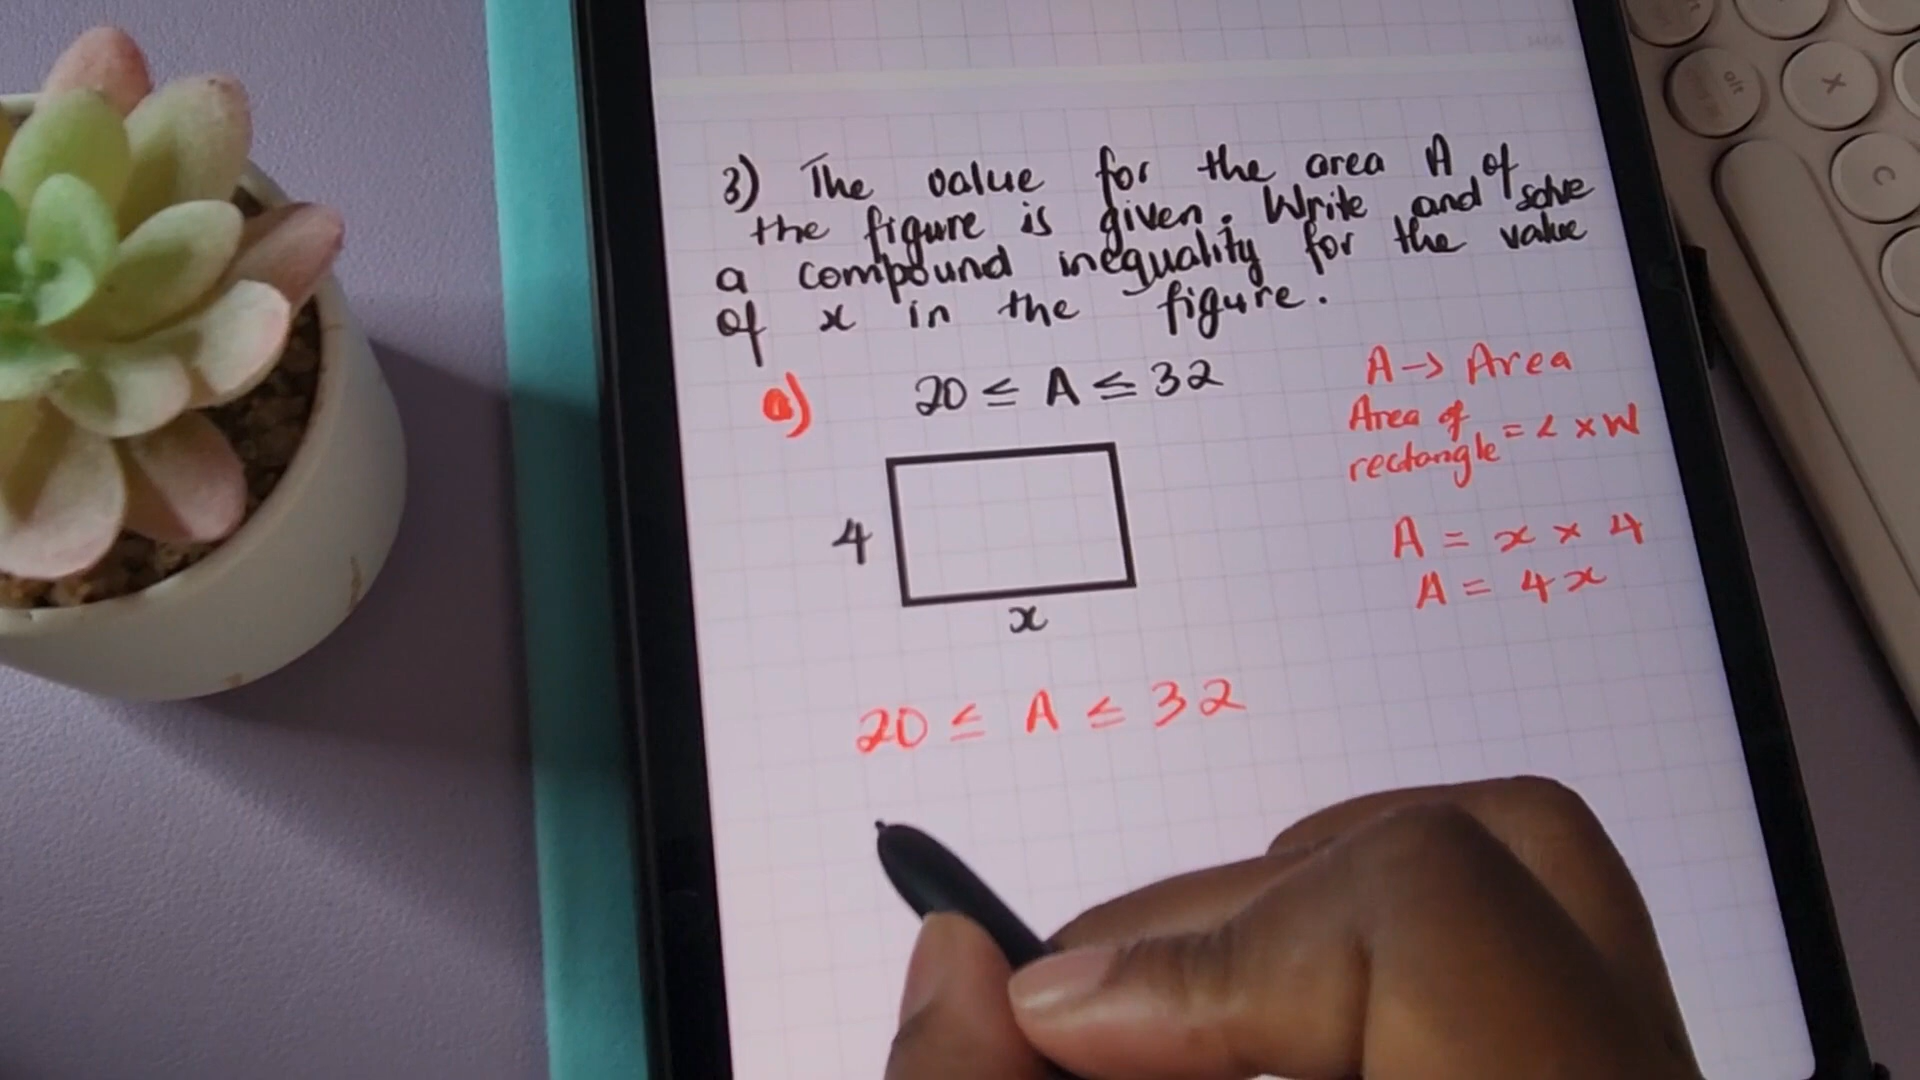 3) The value for the area A of
the figure is given. Write and solve
a compound inequality for the value
of x in the figure.
a) 20 ≤ A ≤ 32
A → Area
Area of
rectangle = L × W
4
A = x × 4
A = 4x
x
20 ≤ A ≤ 32
alt
X
C